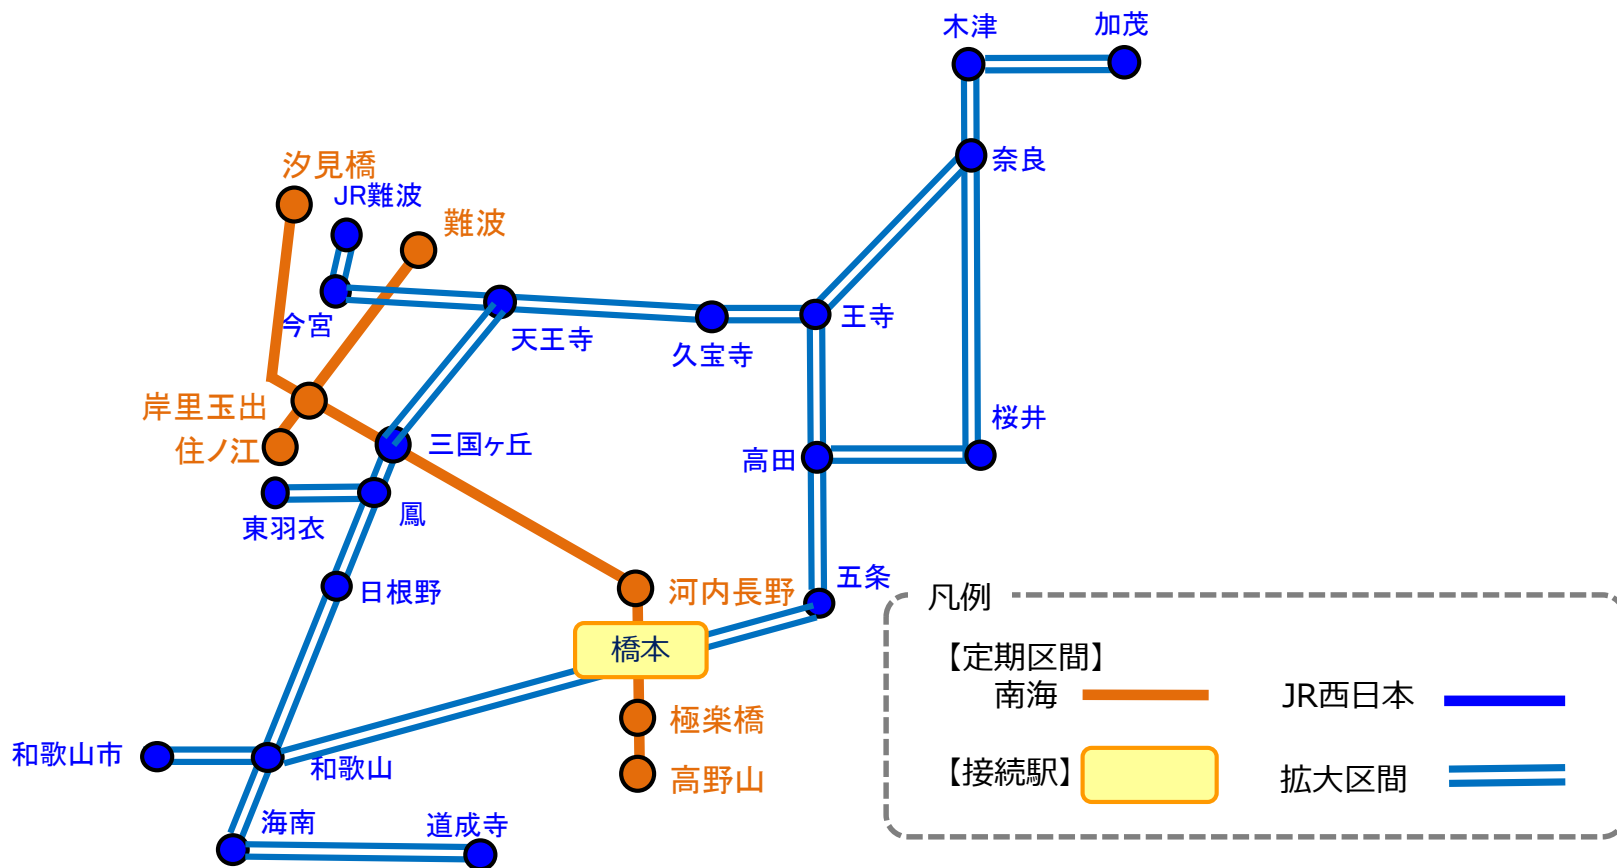 木津
加茂
奈良
汐見橋
JR難波
難波
今宮
天王寺
久宝寺
王寺
岸里玉出
住ノ江
三国ヶ丘
高田
桜井
東羽衣
鳳
日根野
河内長野
五条
橋本
極楽橋
高野山
和歌山市
和歌山
海南
道成寺
凡例
【定期区間】
南海
JR西日本
【接続駅】
拡大区間